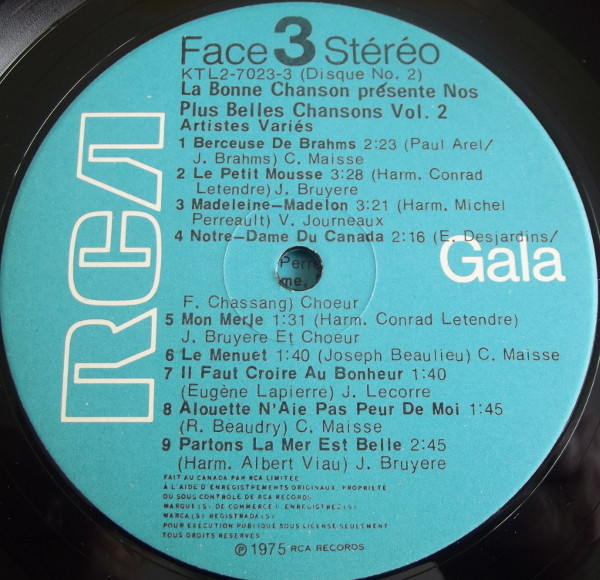 Face 3 Stéréo
KTL2-7023-3 (Disque No. 2)
La Bonne Chanson présente Nos
Plus Belles Chansons Vol. 2
Artistes Variés
1 Berceuse De Brahms 2:23 (Paul Arel/
J. Brahms) C. Maisse
2 Le Petit Mousse 3:28 (Harm. Conrad
Letendre) J. Bruyere
3 Madeleine-Madelon 3:21 (Harm. Michel
Perreault) V. Journeaux
4 Notre-Dame Du Canada 2:16 (E. Desjardins/
F. Chassang) Choeur
5 Mon Merle 1:31 (Harm. Conrad Letendre)
J. Bruyere Et Choeur
6 Le Menuet 1:40 (Joseph Beaulieu) C. Maisse
7 Il Faut Croire Au Bonheur 1:40
(Eugène Lapierre) J. Lecorre
8 Alouette N'Aie Pas Peur De Moi 1:45
(R. Beaudry) C. Maisse
9 Partons La Mer Est Belle 2:45
(Harm. Albert Viau) J. Bruyere
FAIT AU CANADA PAR RCA LIMITEE
A L'AIDE D'ENREGISTREMENTS ORIGINAUX, PROPRIETE
OU SOUS CONTROLE DE RCA RECORDS
MARQUE(S) DE COMMERCE ENREGISTREE(S)
MARCA(S) REGISTRADA(S)
POUR EXECUTION PUBLIQUE SOUS LICENSE SEULEMENT
TOUS DROITS RESERVES
℗ 1975 RCA RECORDS
RCA
Gala